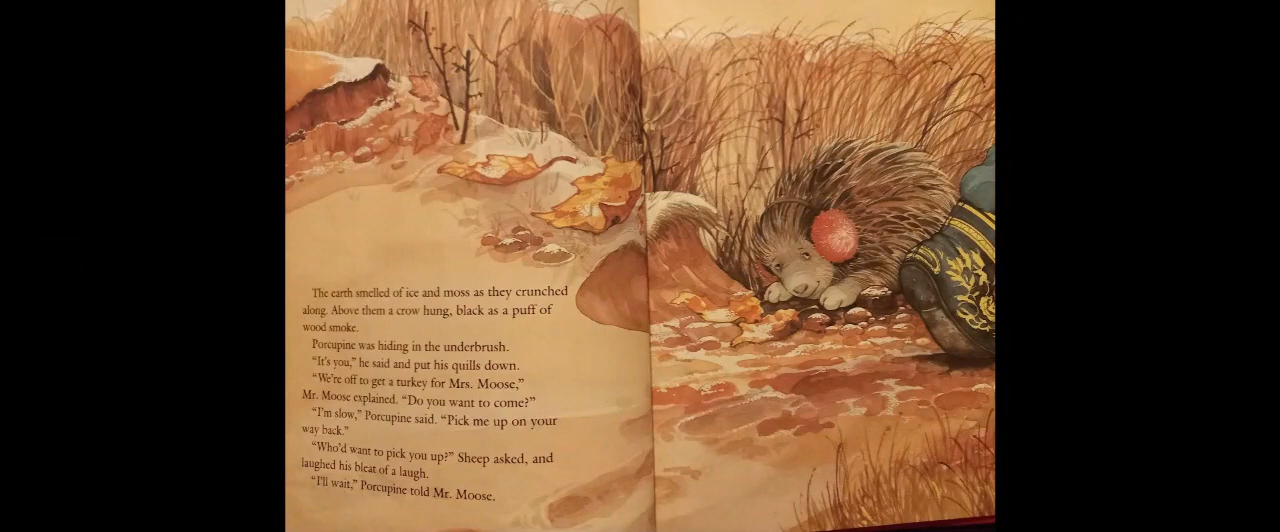 The earth smelled of ice and moss as they crunched
along. Above them a crow hung, black as a puff of
wood smoke.
Porcupine was hiding in the underbrush.
“It's you,” he said and put his quills down.
“We're off to get a turkey for Mrs. Moose,”
Mr. Moose explained. “Do you want to come?”
“I'm slow,” Porcupine said. “Pick me up on your
way back.”
“Who'd want to pick you up?” Sheep asked, and
laughed his bleat of a laugh.
“I'll wait,” Porcupine told Mr. Moose.